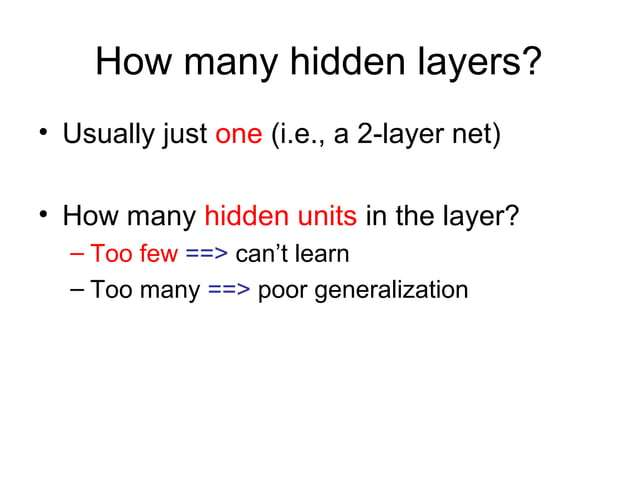 How many hidden layers?
• Usually just one (i.e., a 2-layer net)
• How many hidden units in the layer?
– Too few ==> can’t learn
– Too many ==> poor generalization